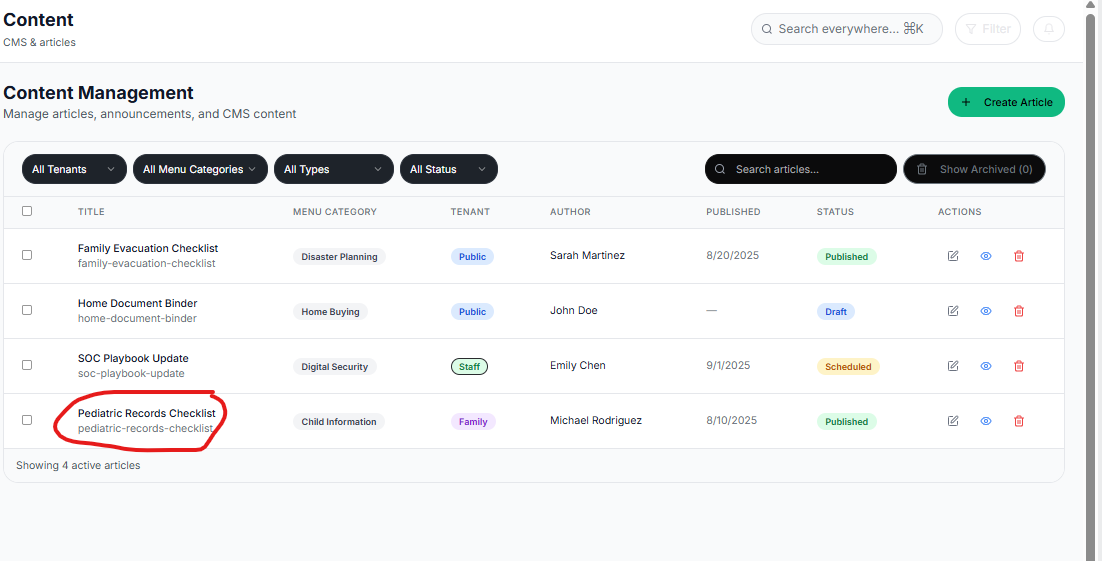 Content
CMS & articles
Search everywhere... ⌘K
Filter
Content Management
Manage articles, announcements, and CMS content
+ Create Article
All Tenants
All Menu Categories
All Types
All Status
Search articles...
Show Archived (0)
TITLE MENU CATEGORY TENANT AUTHOR PUBLISHED STATUS ACTIONS
Family Evacuation Checklist
family-evacuation-checklist
Disaster Planning Public Sarah Martinez 8/20/2025 Published
Home Document Binder
home-document-binder
Home Buying Public John Doe — Draft
SOC Playbook Update
soc-playbook-update
Digital Security Staff Emily Chen 9/1/2025 Scheduled
Pediatric Records Checklist
pediatric-records-checklist
Child Information Family Michael Rodriguez 8/10/2025 Published
Showing 4 active articles